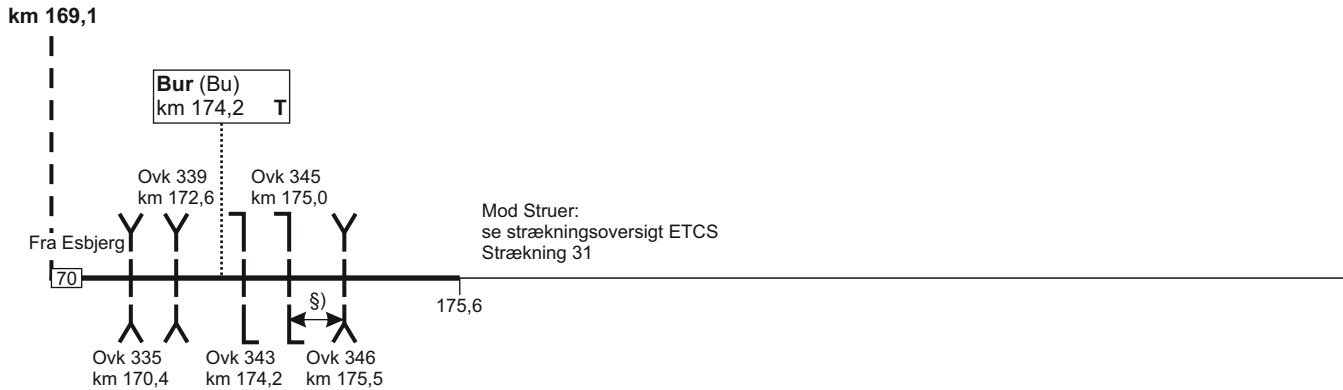 km 169,1
Bur (Bu)
km 174,2 T
Ovk 339
km 172,6
Ovk 345
km 175,0
Mod Struer:
se strækningsoversigt ETCS
Strækning 31
Fra Esbjerg
70
175,6
§)
Ovk 335
km 170,4
Ovk 343
km 174,2
Ovk 346
km 175,5